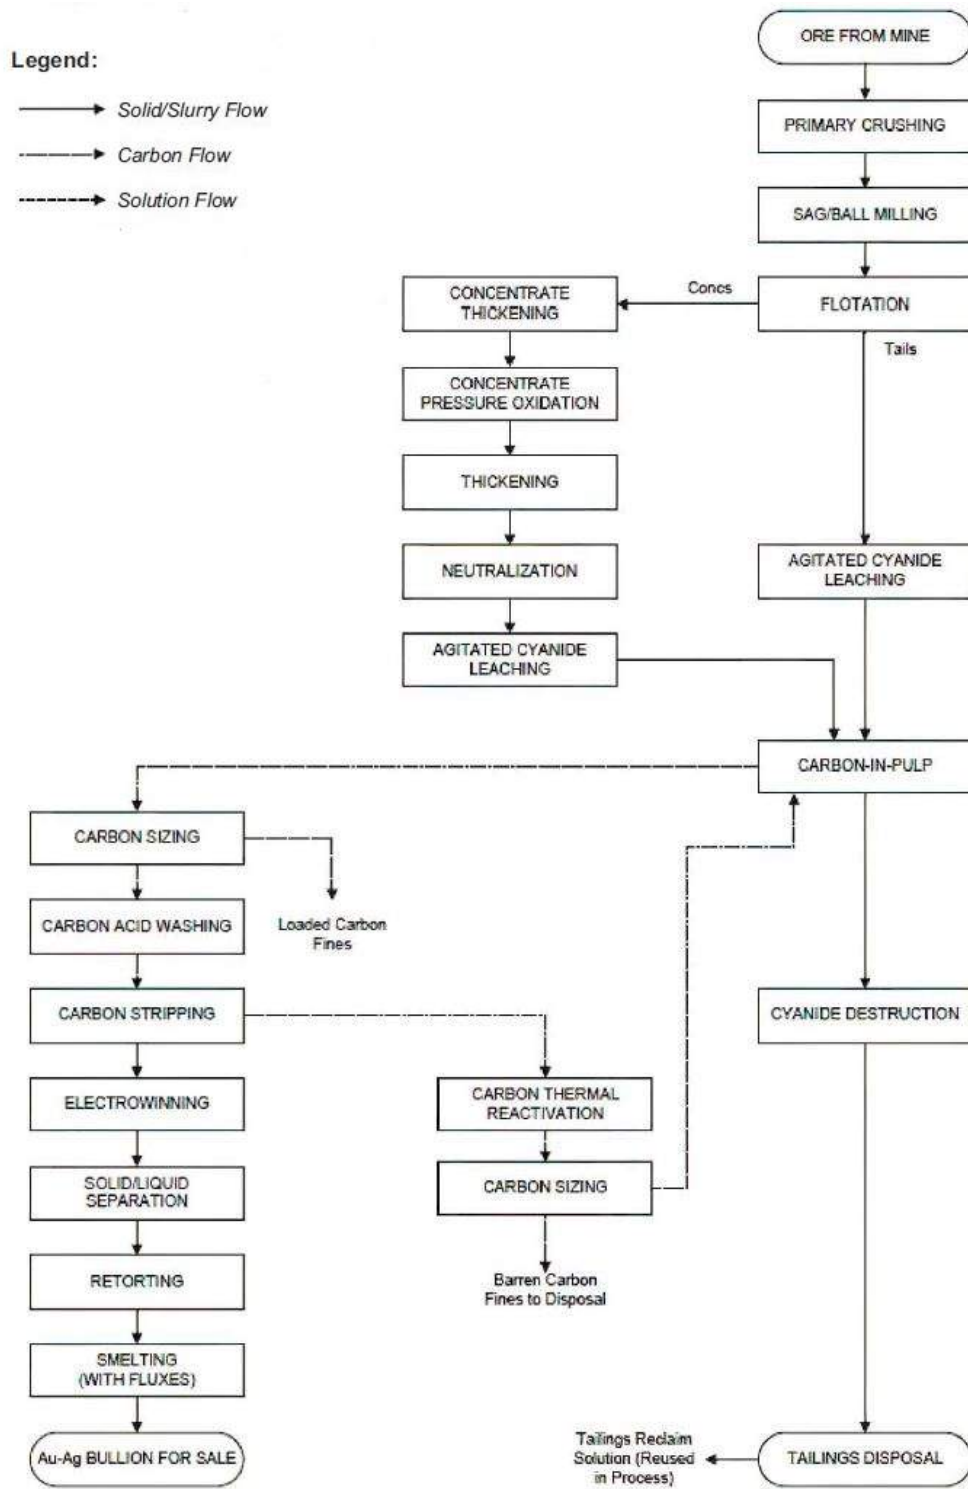 Legend:
Solid/Slurry Flow
Carbon Flow
Solution Flow
ORE FROM MINE
PRIMARY CRUSHING
SAG/BALL MILLING
FLOTATION
Concs
Tails
CONCENTRATE
THICKENING
CONCENTRATE
PRESSURE OXIDATION
THICKENING
NEUTRALIZATION
AGITATED CYANIDE
LEACHING
AGITATED CYANIDE
LEACHING
CARBON-IN-PULP
CARBON SIZING
Loaded Carbon
Fines
CARBON ACID WASHING
CARBON STRIPPING
CYANIDE DESTRUCTION
ELECTROWINNING
CARBON THERMAL
REACTIVATION
SOLID/LIQUID
SEPARATION
CARBON SIZING
RETORTING
Barren Carbon
Fines to Disposal
SMELTING
(WITH FLUXES)
Au-Ag BULLION FOR SALE
Tailings Reclaim
Solution (Reused
in Process)
TAILINGS DISPOSAL